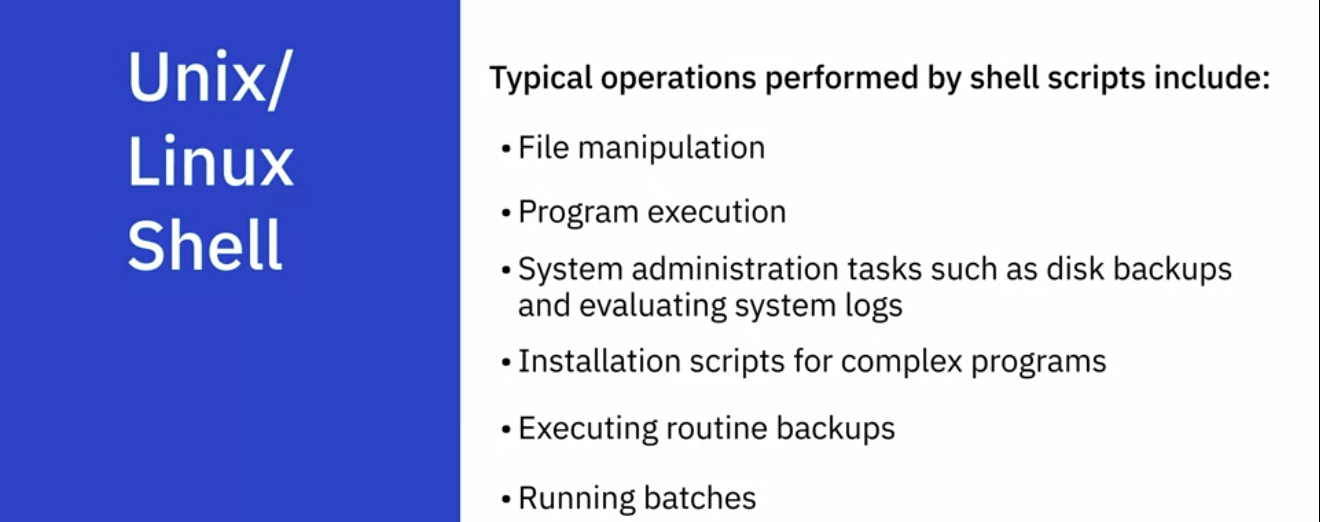 Unix/
Linux
Shell
Typical operations performed by shell scripts include:
• File manipulation
• Program execution
• System administration tasks such as disk backups
and evaluating system logs
• Installation scripts for complex programs
• Executing routine backups
• Running batches